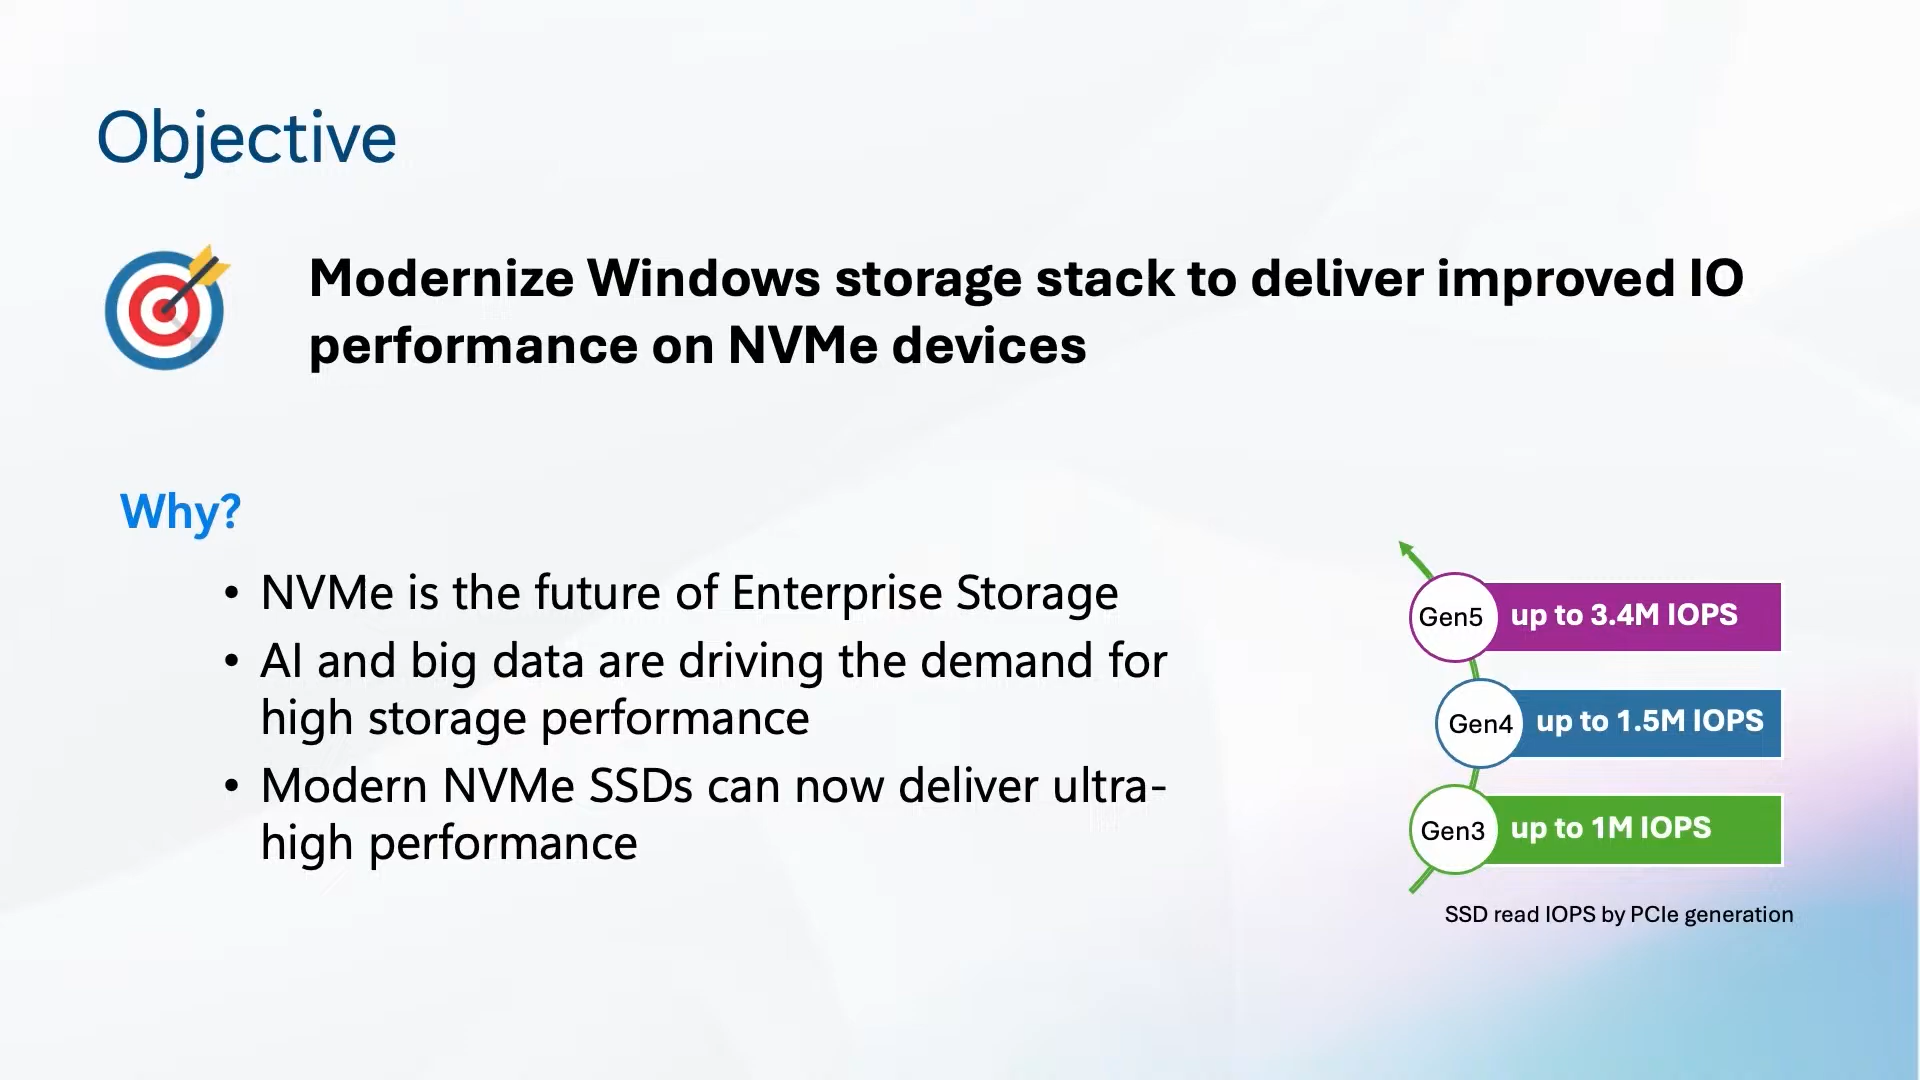 Objective
Modernize Windows storage stack to deliver improved IO
performance on NVMe devices
Why?
• NVMe is the future of Enterprise Storage
• AI and big data are driving the demand for
high storage performance
• Modern NVMe SSDs can now deliver ultra-
high performance
Gen5 up to 3.4M IOPS
Gen4 up to 1.5M IOPS
Gen3 up to 1M IOPS
SSD read IOPS by PCIe generation